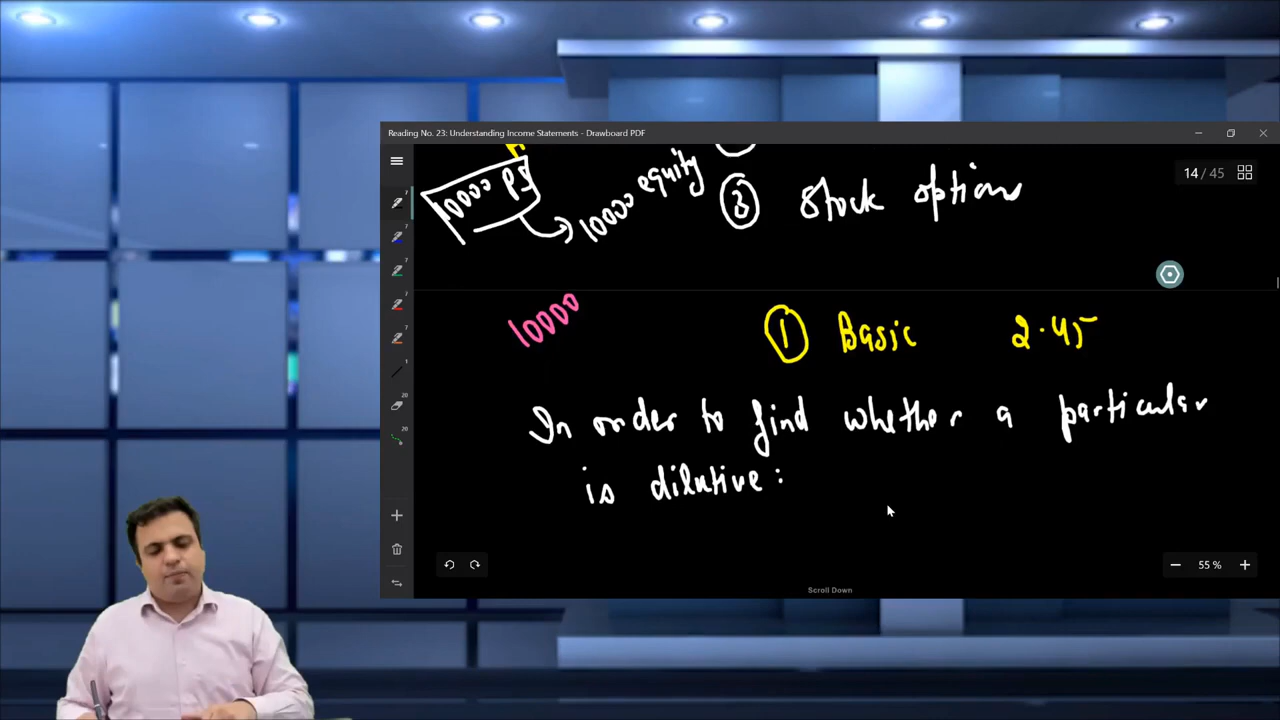 Reading No. 23: Understanding Income Statements - Drawboard PDF
14 / 45
10000 PS
10000 equity
③ Stock options
10000
① Basic 2.45
In order to find whether a particular
is dilutive:
55 %
Scroll Down